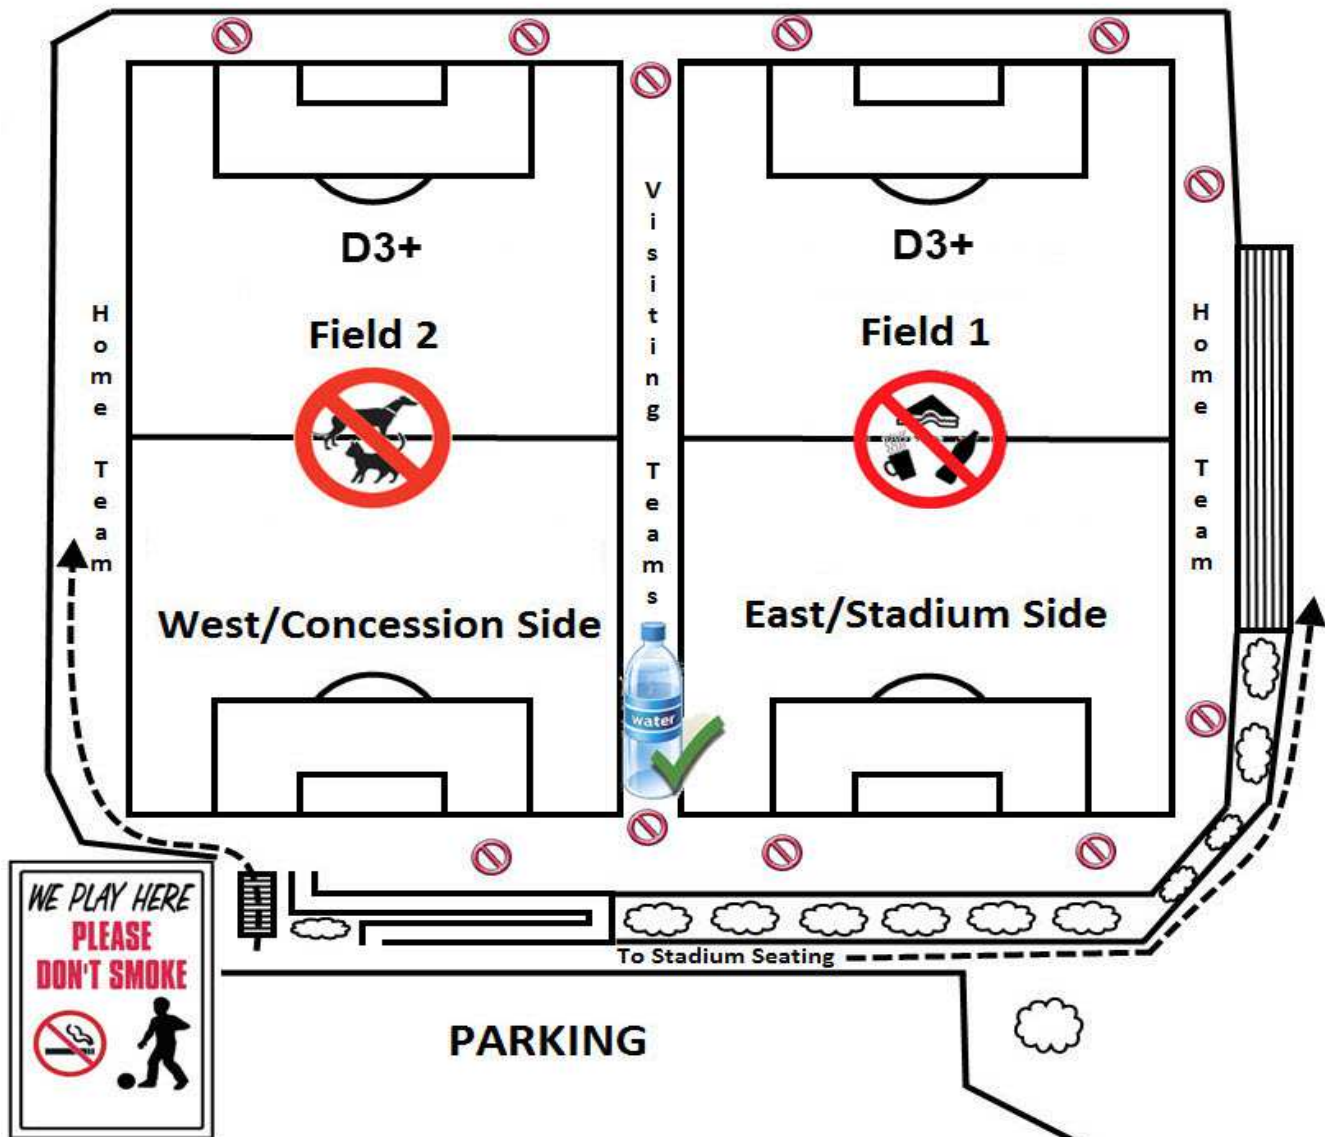 D3+
D3+
Field 2
Field 1
Home Team
Visiting Teams
Home Team
West/Concession Side
East/Stadium Side
water
WE PLAY HERE
PLEASE
DON'T SMOKE
To Stadium Seating
PARKING